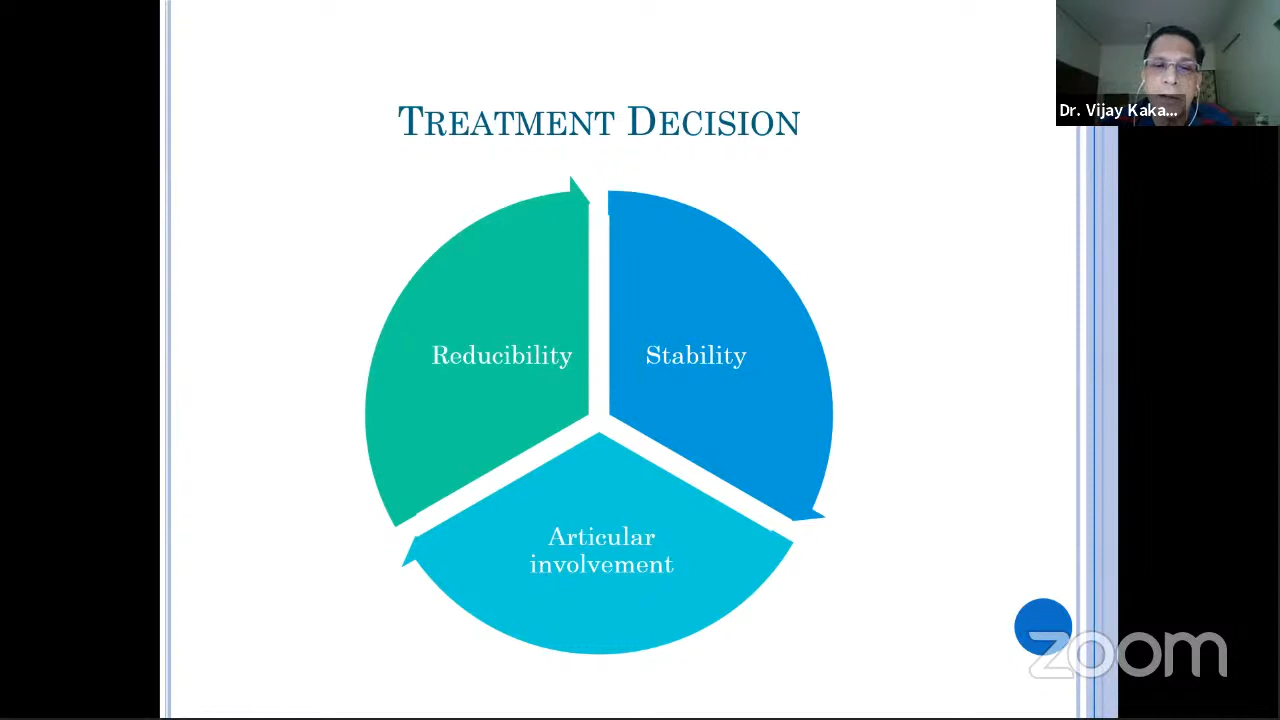 Dr. Vijay Kaka...
TREATMENT DECISION
Reducibility
Stability
Articular
involvement
zoom